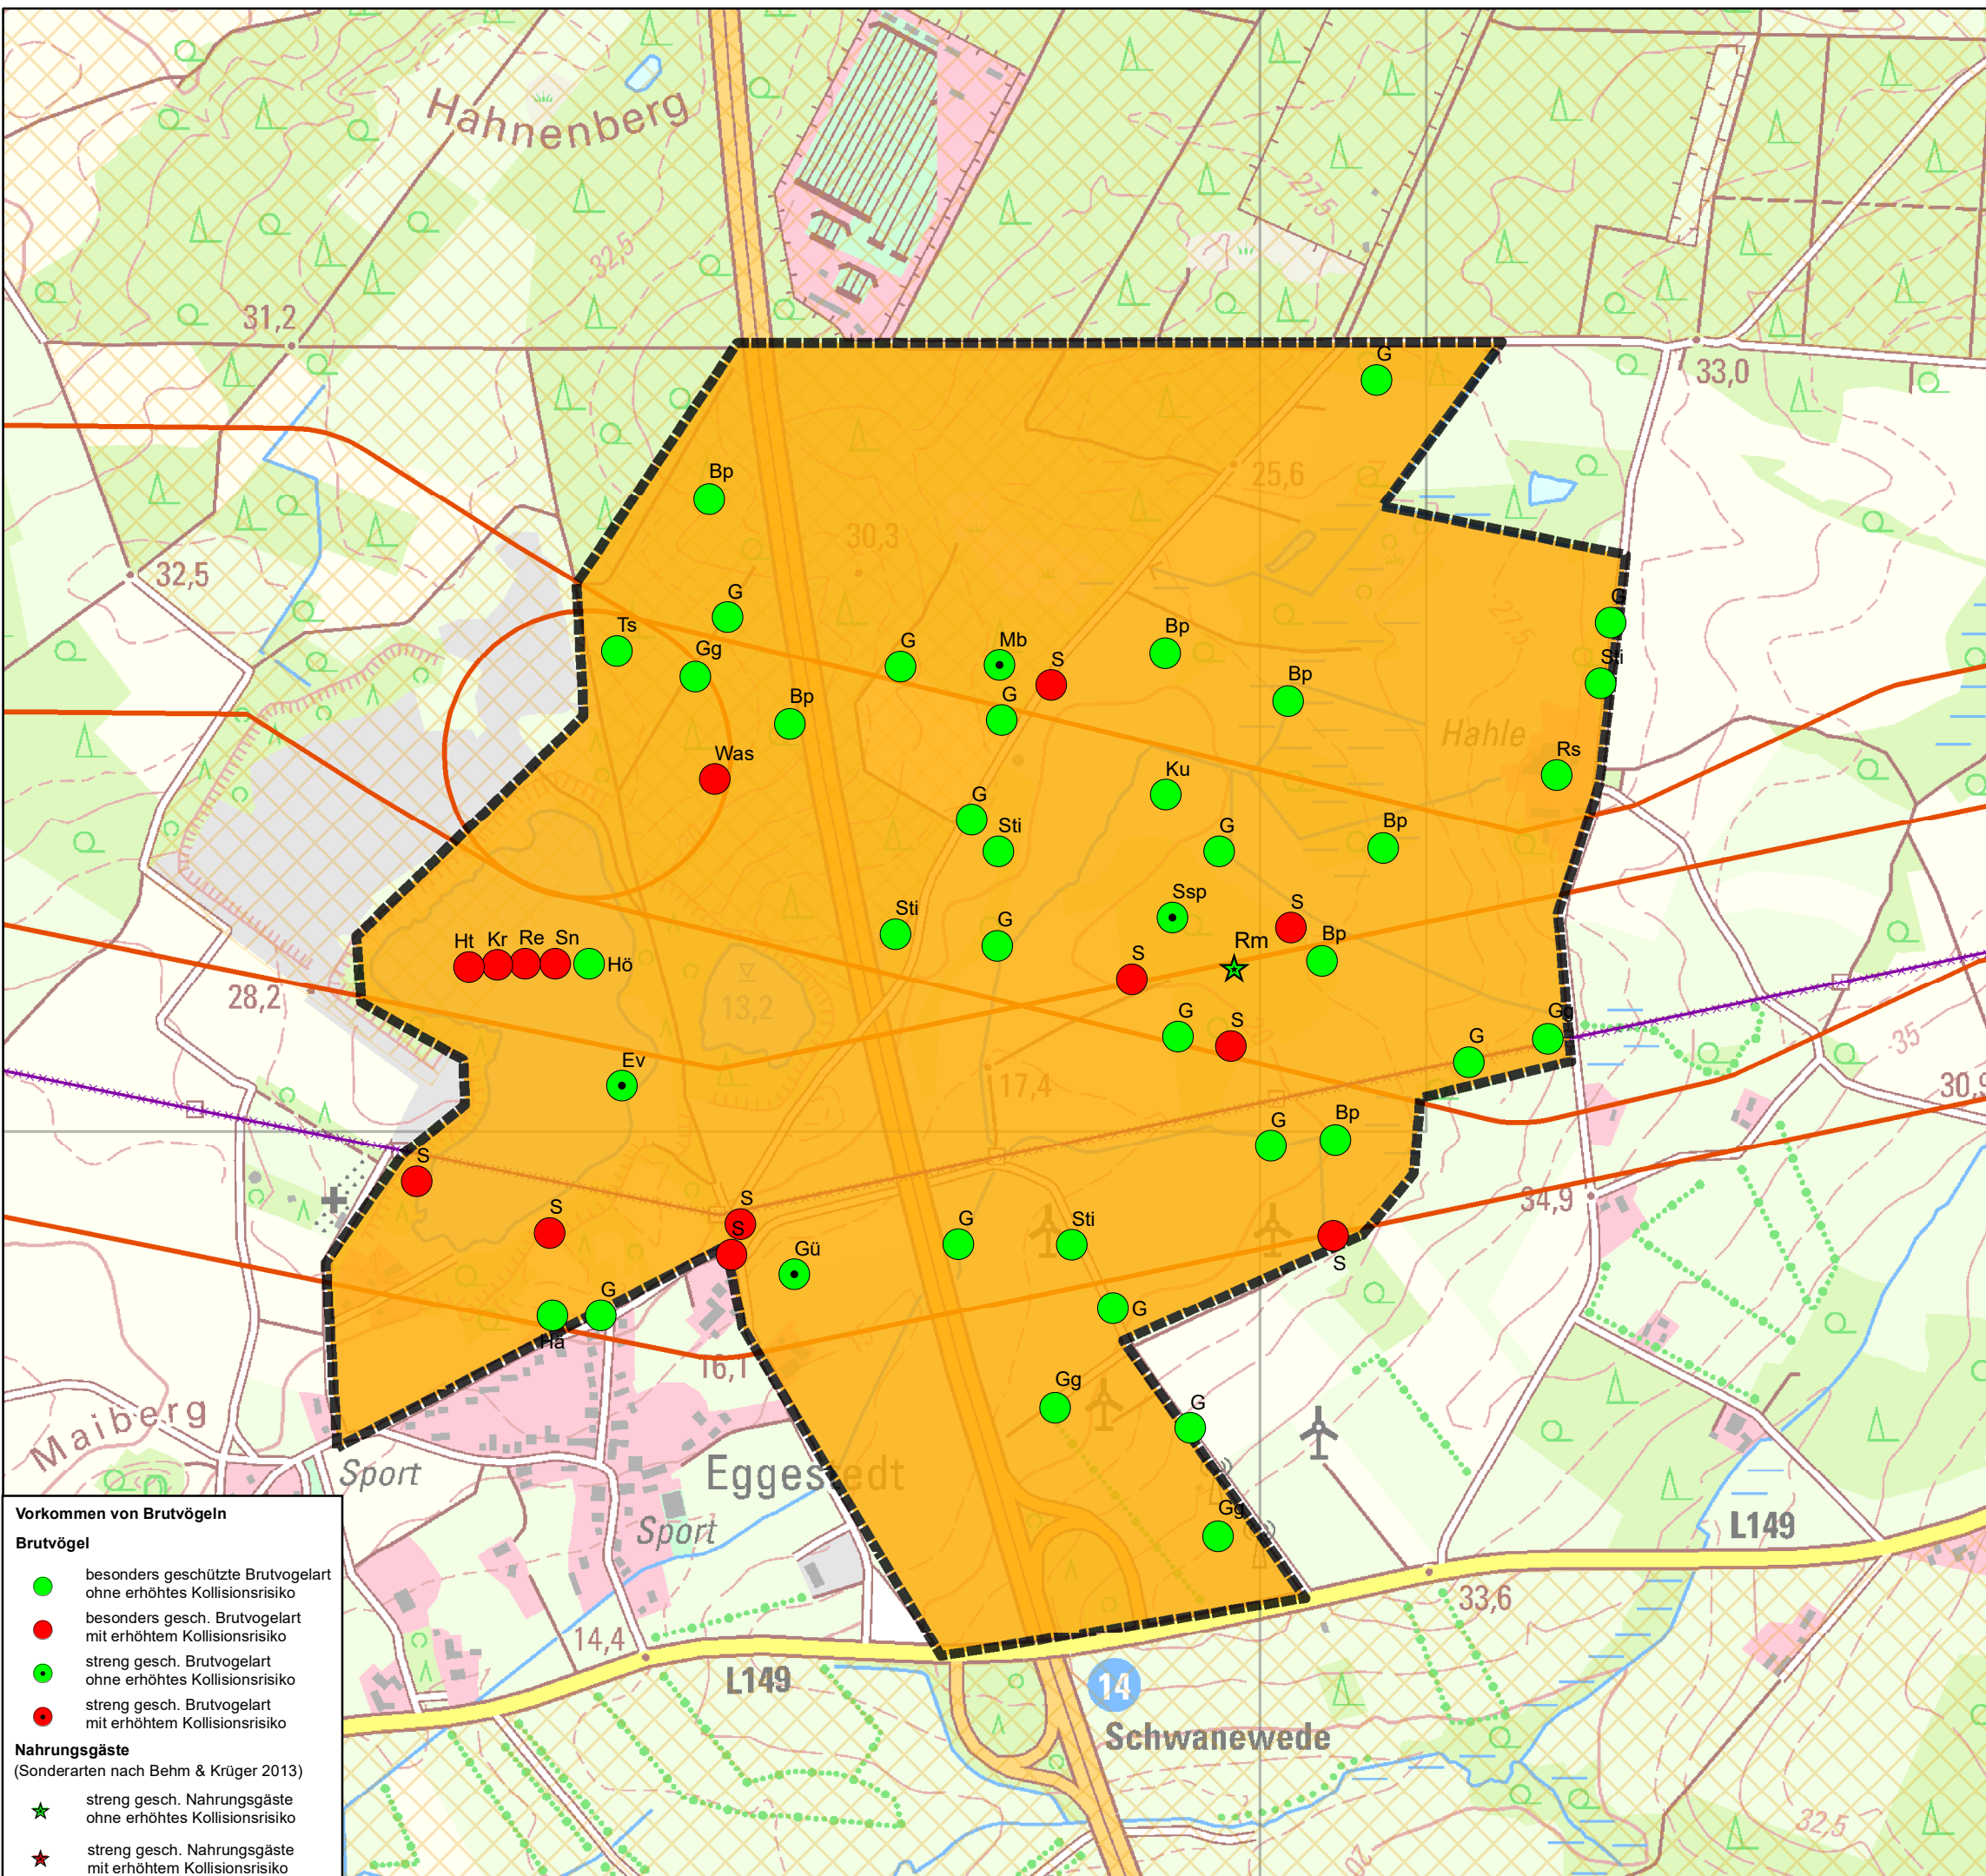 Hahnenberg
31,2
32,5
27,5
33,0
G
Bp
25,6
30,3
32,5
27,5
G
G
Ts
Gg
G
Mb
S
Bp
Sti
G
Bp
Bp
Was
Hahle
Rs
Ku
G
Sti
G
Bp
Ssp
S
Sti
G
Bp
Rm
Ht
Kr
Re
Sn
Hö
S
28,2
13,2
G
S
Gg
G
35
Ev
17,4
30,9
G
Bp
S
34,9
S
S
S
G
Sti
S
Gü
G
Hä
G
16,1
Maiberg
Gg
G
Sport
Eggestedt
Sport
Gg
L149
33,6
14,4
L149
14
Schwanewede
32,5
20
Vorkommen von Brutvögeln
Brutvögel
besonders geschützte Brutvogelart
ohne erhöhtes Kollisionsrisiko
besonders gesch. Brutvogelart
mit erhöhtem Kollisionsrisiko
streng gesch. Brutvogelart
ohne erhöhtes Kollisionsrisiko
streng gesch. Brutvogelart
mit erhöhtem Kollisionsrisiko
Nahrungsgäste
(Sonderarten nach Behm & Krüger 2013)
streng gesch. Nahrungsgäste
ohne erhöhtes Kollisionsrisiko
streng gesch. Nahrungsgäste
mit erhöhtem Kollisionsrisiko